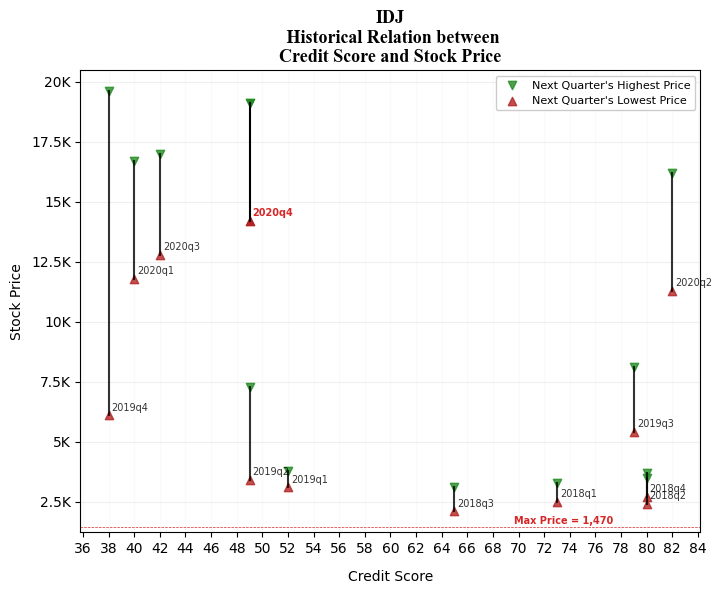 IDJ
Historical Relation between
Credit Score and Stock Price
Next Quarter's Highest Price
Next Quarter's Lowest Price
Stock Price
20K
17.5K
15K
12.5K
10K
7.5K
5K
2.5K
2020q4
2020q3
2020q1
2020q2
2019q4
2019q3
2019q2
2019q1
2018q4
2018q2
2018q1
2018q3
Max Price = 1,470
36 38 40 42 44 46 48 50 52 54 56 58 60 62 64 66 68 70 72 74 76 78 80 82 84
Credit Score